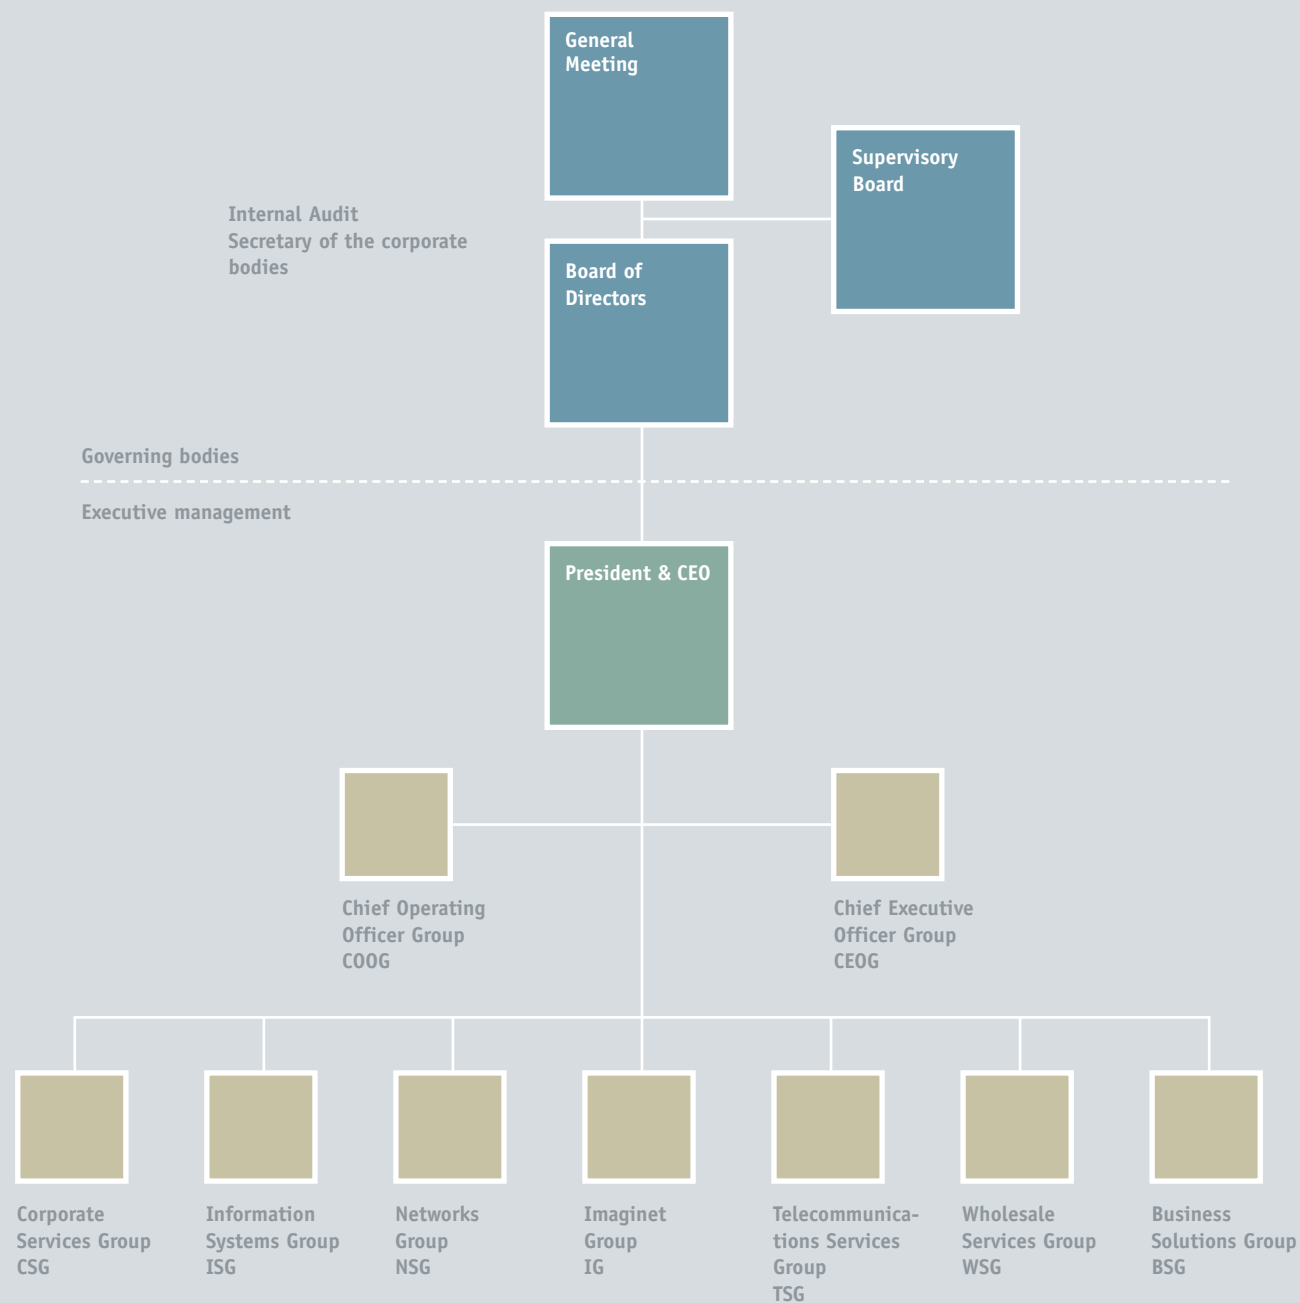 General
Meeting
Supervisory
Board
Internal Audit
Secretary of the corporate
bodies
Board of
Directors
Governing bodies
Executive management
President & CEO
Chief Operating
Officer Group
COOG
Chief Executive
Officer Group
CEOG
Corporate
Services Group
CSG
Information
Systems Group
ISG
Networks
Group
NSG
Imaginet
Group
IG
Telecommunica-
tions Services
Group
TSG
Wholesale
Services Group
WSG
Business
Solutions Group
BSG